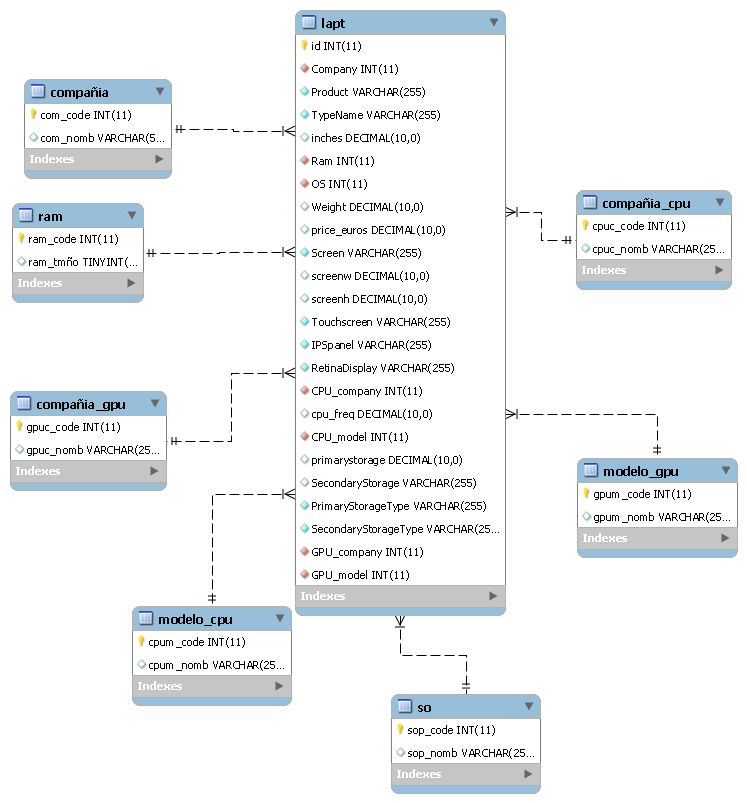 lapt
id INT(11)
Company INT(11)
Product VARCHAR(255)
TypeName VARCHAR(255)
inches DECIMAL(10,0)
Ram INT(11)
OS INT(11)
Weight DECIMAL(10,0)
price_euros DECIMAL(10,0)
Screen VARCHAR(255)
screenw DECIMAL(10,0)
screenh DECIMAL(10,0)
Touchscreen VARCHAR(255)
IPSpanel VARCHAR(255)
RetinaDisplay VARCHAR(255)
CPU_company INT(11)
cpu_freq DECIMAL(10,0)
CPU_model INT(11)
primarystorage DECIMAL(10,0)
SecondaryStorage VARCHAR(255)
PrimaryStorageType VARCHAR(255)
SecondaryStorageType VARCHAR(25...
GPU_company INT(11)
GPU_model INT(11)
Indexes
compañia
com_code INT(11)
com_nomb VARCHAR(5...
Indexes
ram
ram_code INT(11)
ram_tmño TINYINT(...
Indexes
compañia_gpu
gpuc_code INT(11)
gpuc_nomb VARCHAR(25...
Indexes
modelo_cpu
cpum_code INT(11)
cpum_nomb VARCHAR(25...
Indexes
compañia_cpu
cpuc_code INT(11)
cpuc_nomb VARCHAR(25...
Indexes
modelo_gpu
gpum_code INT(11)
gpum_nomb VARCHAR(25...
Indexes
so
sop_code INT(11)
sop_nomb VARCHAR(25...
Indexes